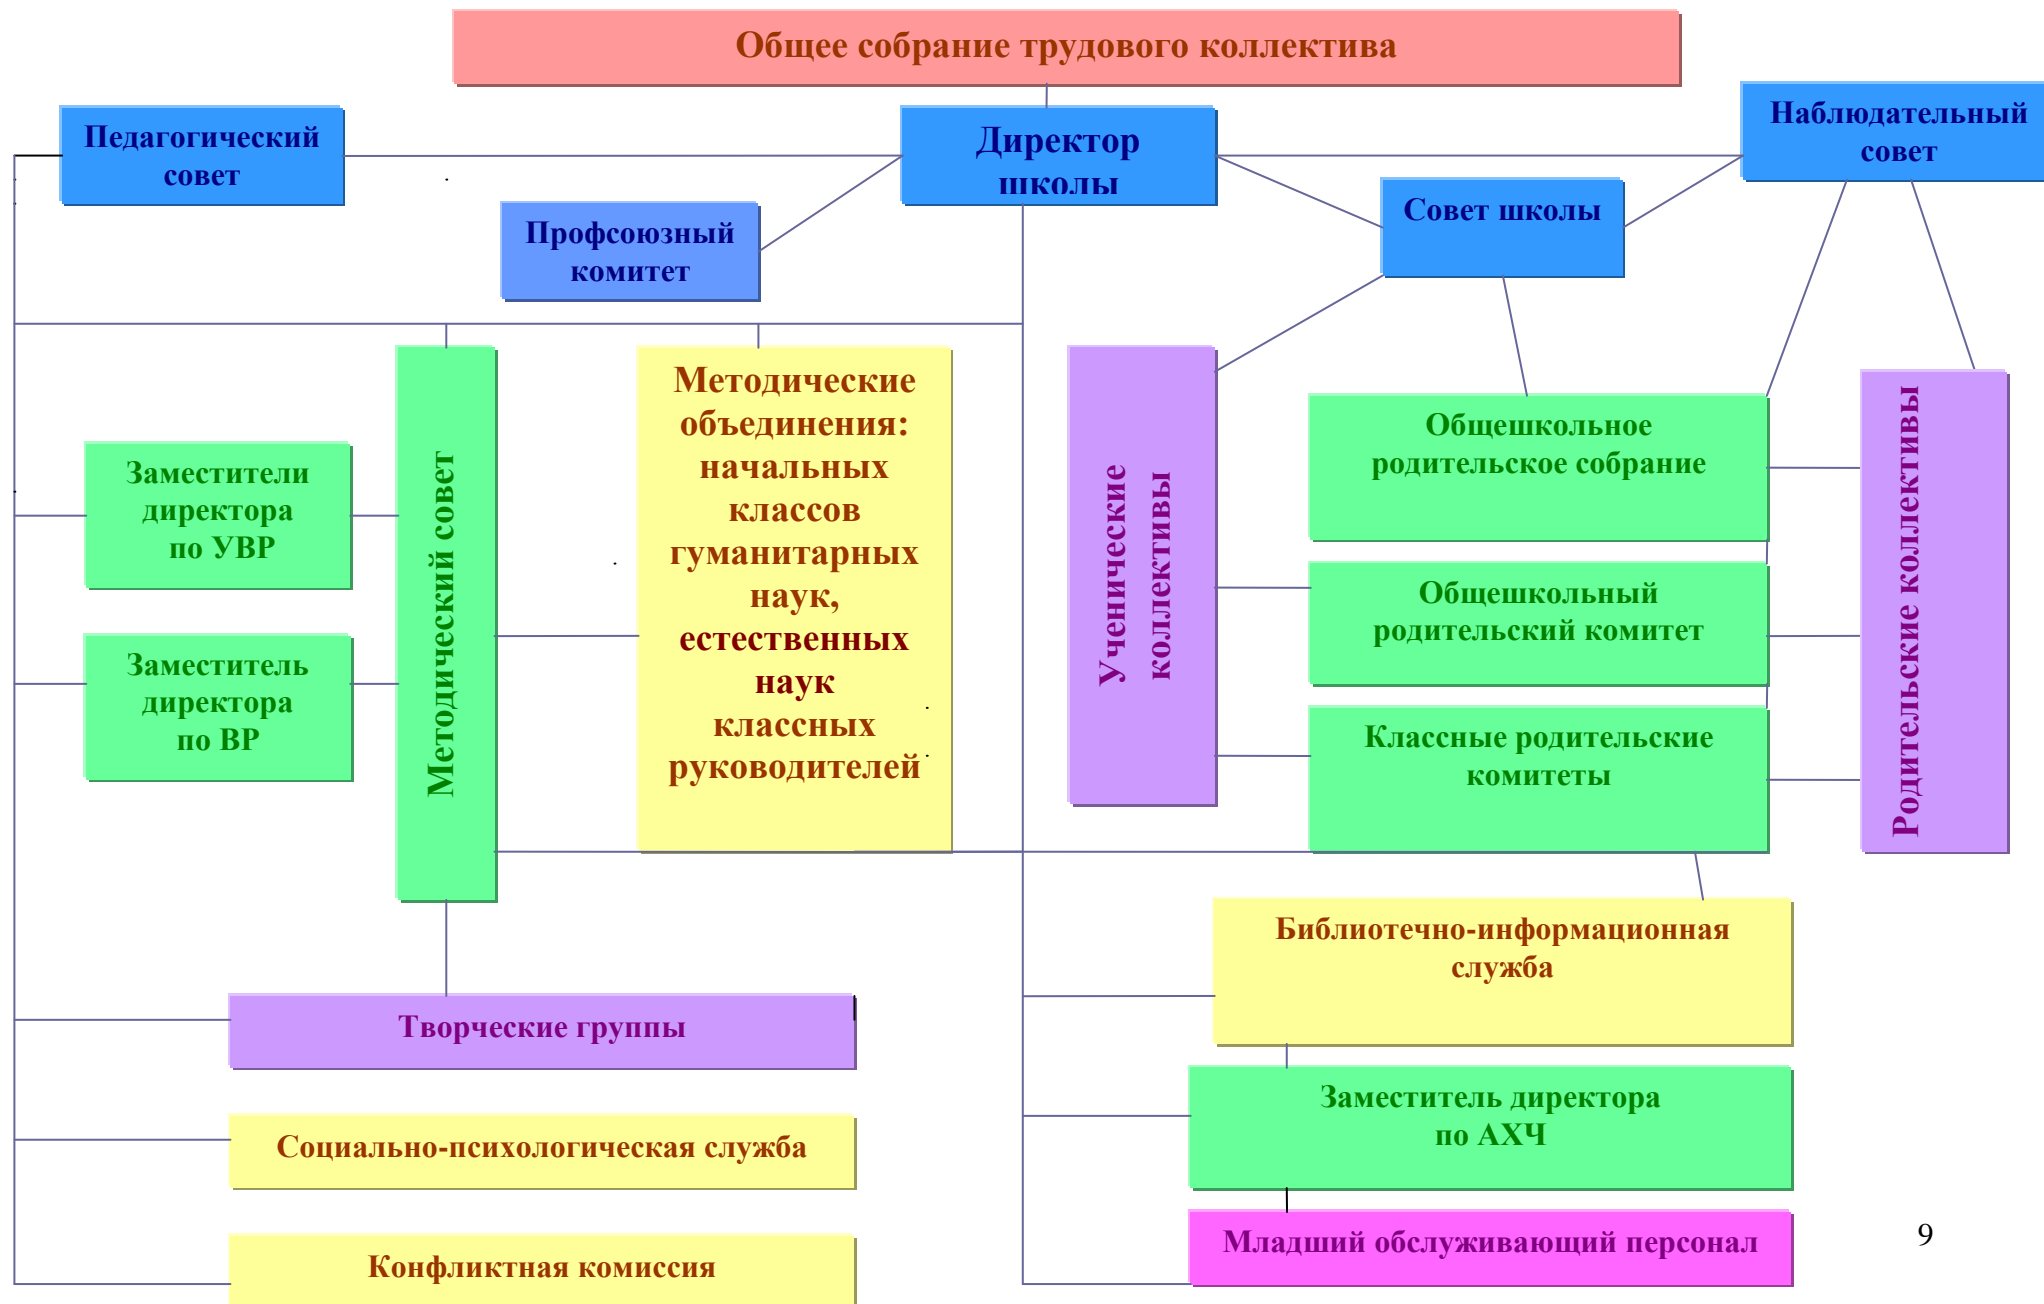 Общее собрание трудового коллектива
Педагогический
совет
Директор
школы
Наблюдательный
совет
Профсоюзный
комитет
Совет школы
Методический совет
Методические
объединения:
начальных
классов
гуманитарных
наук,
естественных
наук
классных
руководителей
Заместители
директора
по УВР
Заместитель
директора
по ВР
Ученические
коллективы
Общешкольное
родительское собрание
Общешкольный
родительский комитет
Классные родительские
комитеты
Родительские коллективы
Библиотечно-информационная
служба
Творческие группы
Заместитель директора
по АХЧ
Социально-психологическая служба
Младший обслуживающий персонал
Конфликтная комиссия
9